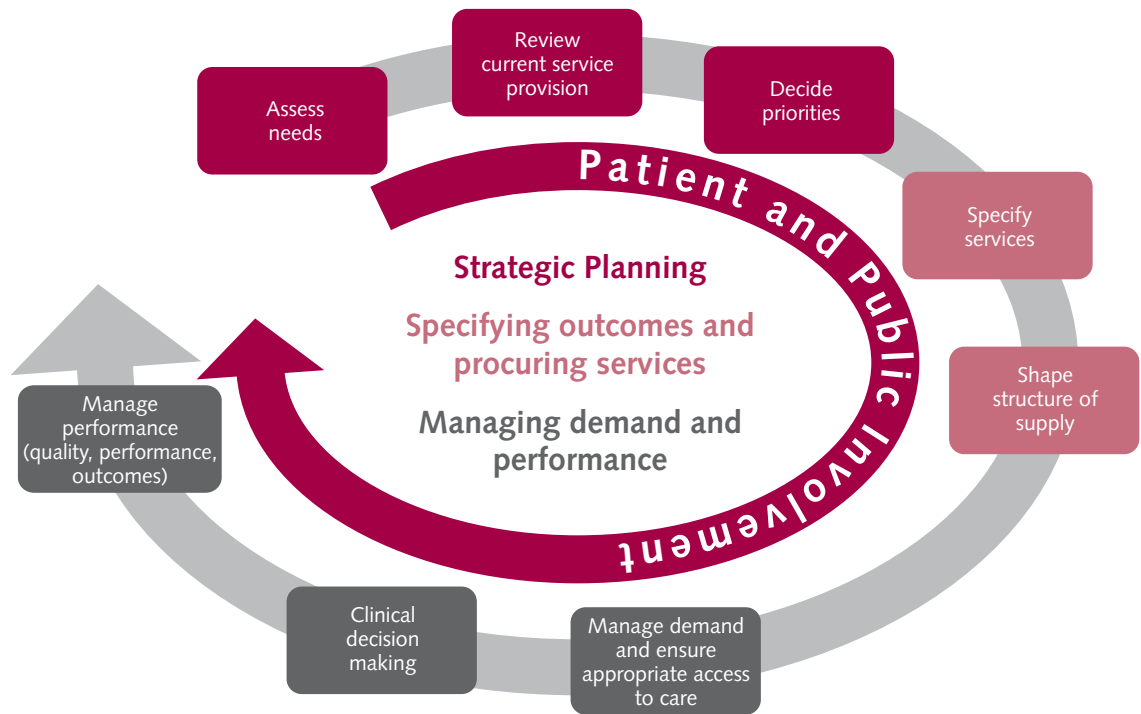 Review
current service
provision
Assess
needs
Decide
priorities
Patient and Public Involvement
Specify
services
Strategic Planning
Specifying outcomes and
procuring services
Managing demand and
performance
Shape
structure of
supply
Manage
performance
(quality, performance,
outcomes)
Clinical
decision
making
Manage demand
and ensure
appropriate access
to care